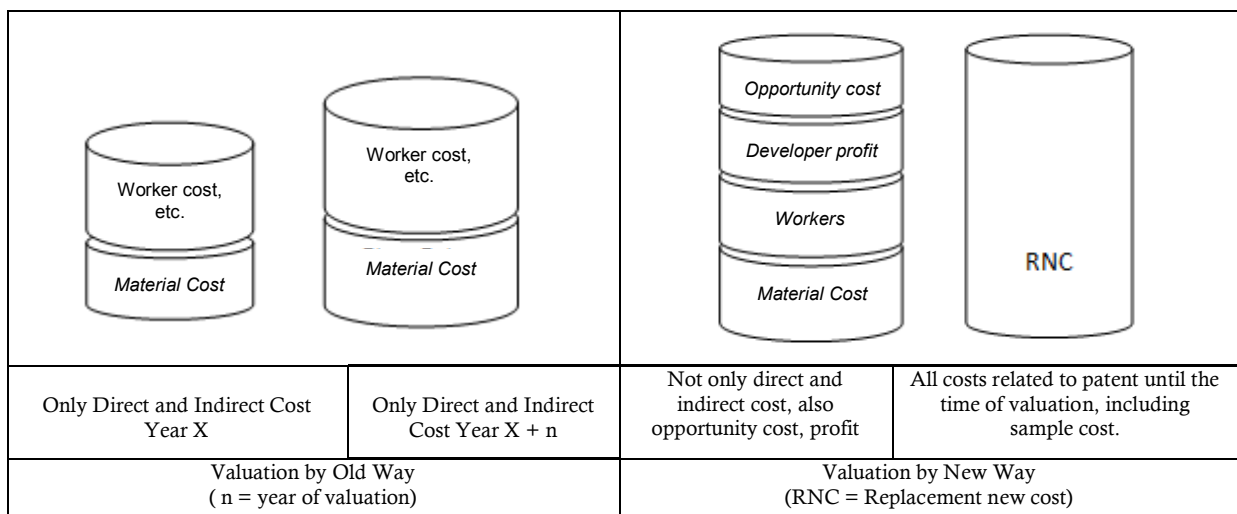 Worker cost,
etc.
Material Cost
Worker cost,
etc.
Material Cost
Opportunity cost
Developer profit
Workers
Material Cost
RNC
Only Direct and Indirect Cost
Year X
Only Direct and Indirect
Cost Year X + n
Not only direct and
indirect cost, also
opportunity cost, profit
All costs related to patent until the
time of valuation, including
sample cost.
Valuation by Old Way
( n = year of valuation)
Valuation by New Way
(RNC = Replacement new cost)